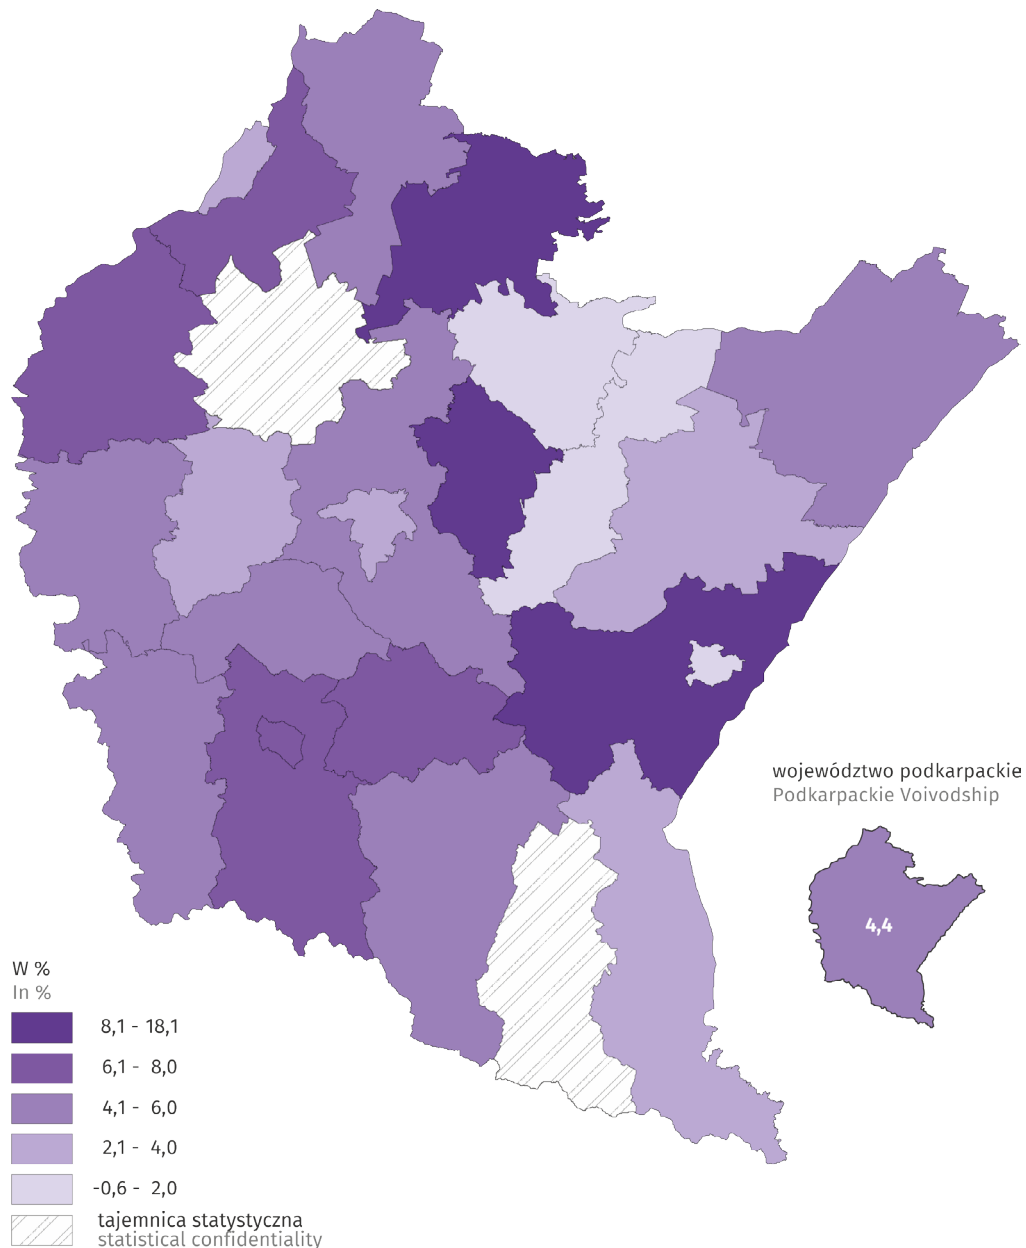 województwo podkarpackie
Podkarpackie Voivodship
4,4
W %
In %
8,1 - 18,1
6,1 - 8,0
4,1 - 6,0
2,1 - 4,0
-0,6 - 2,0
tajemnica statystyczna
statistical confidentiality